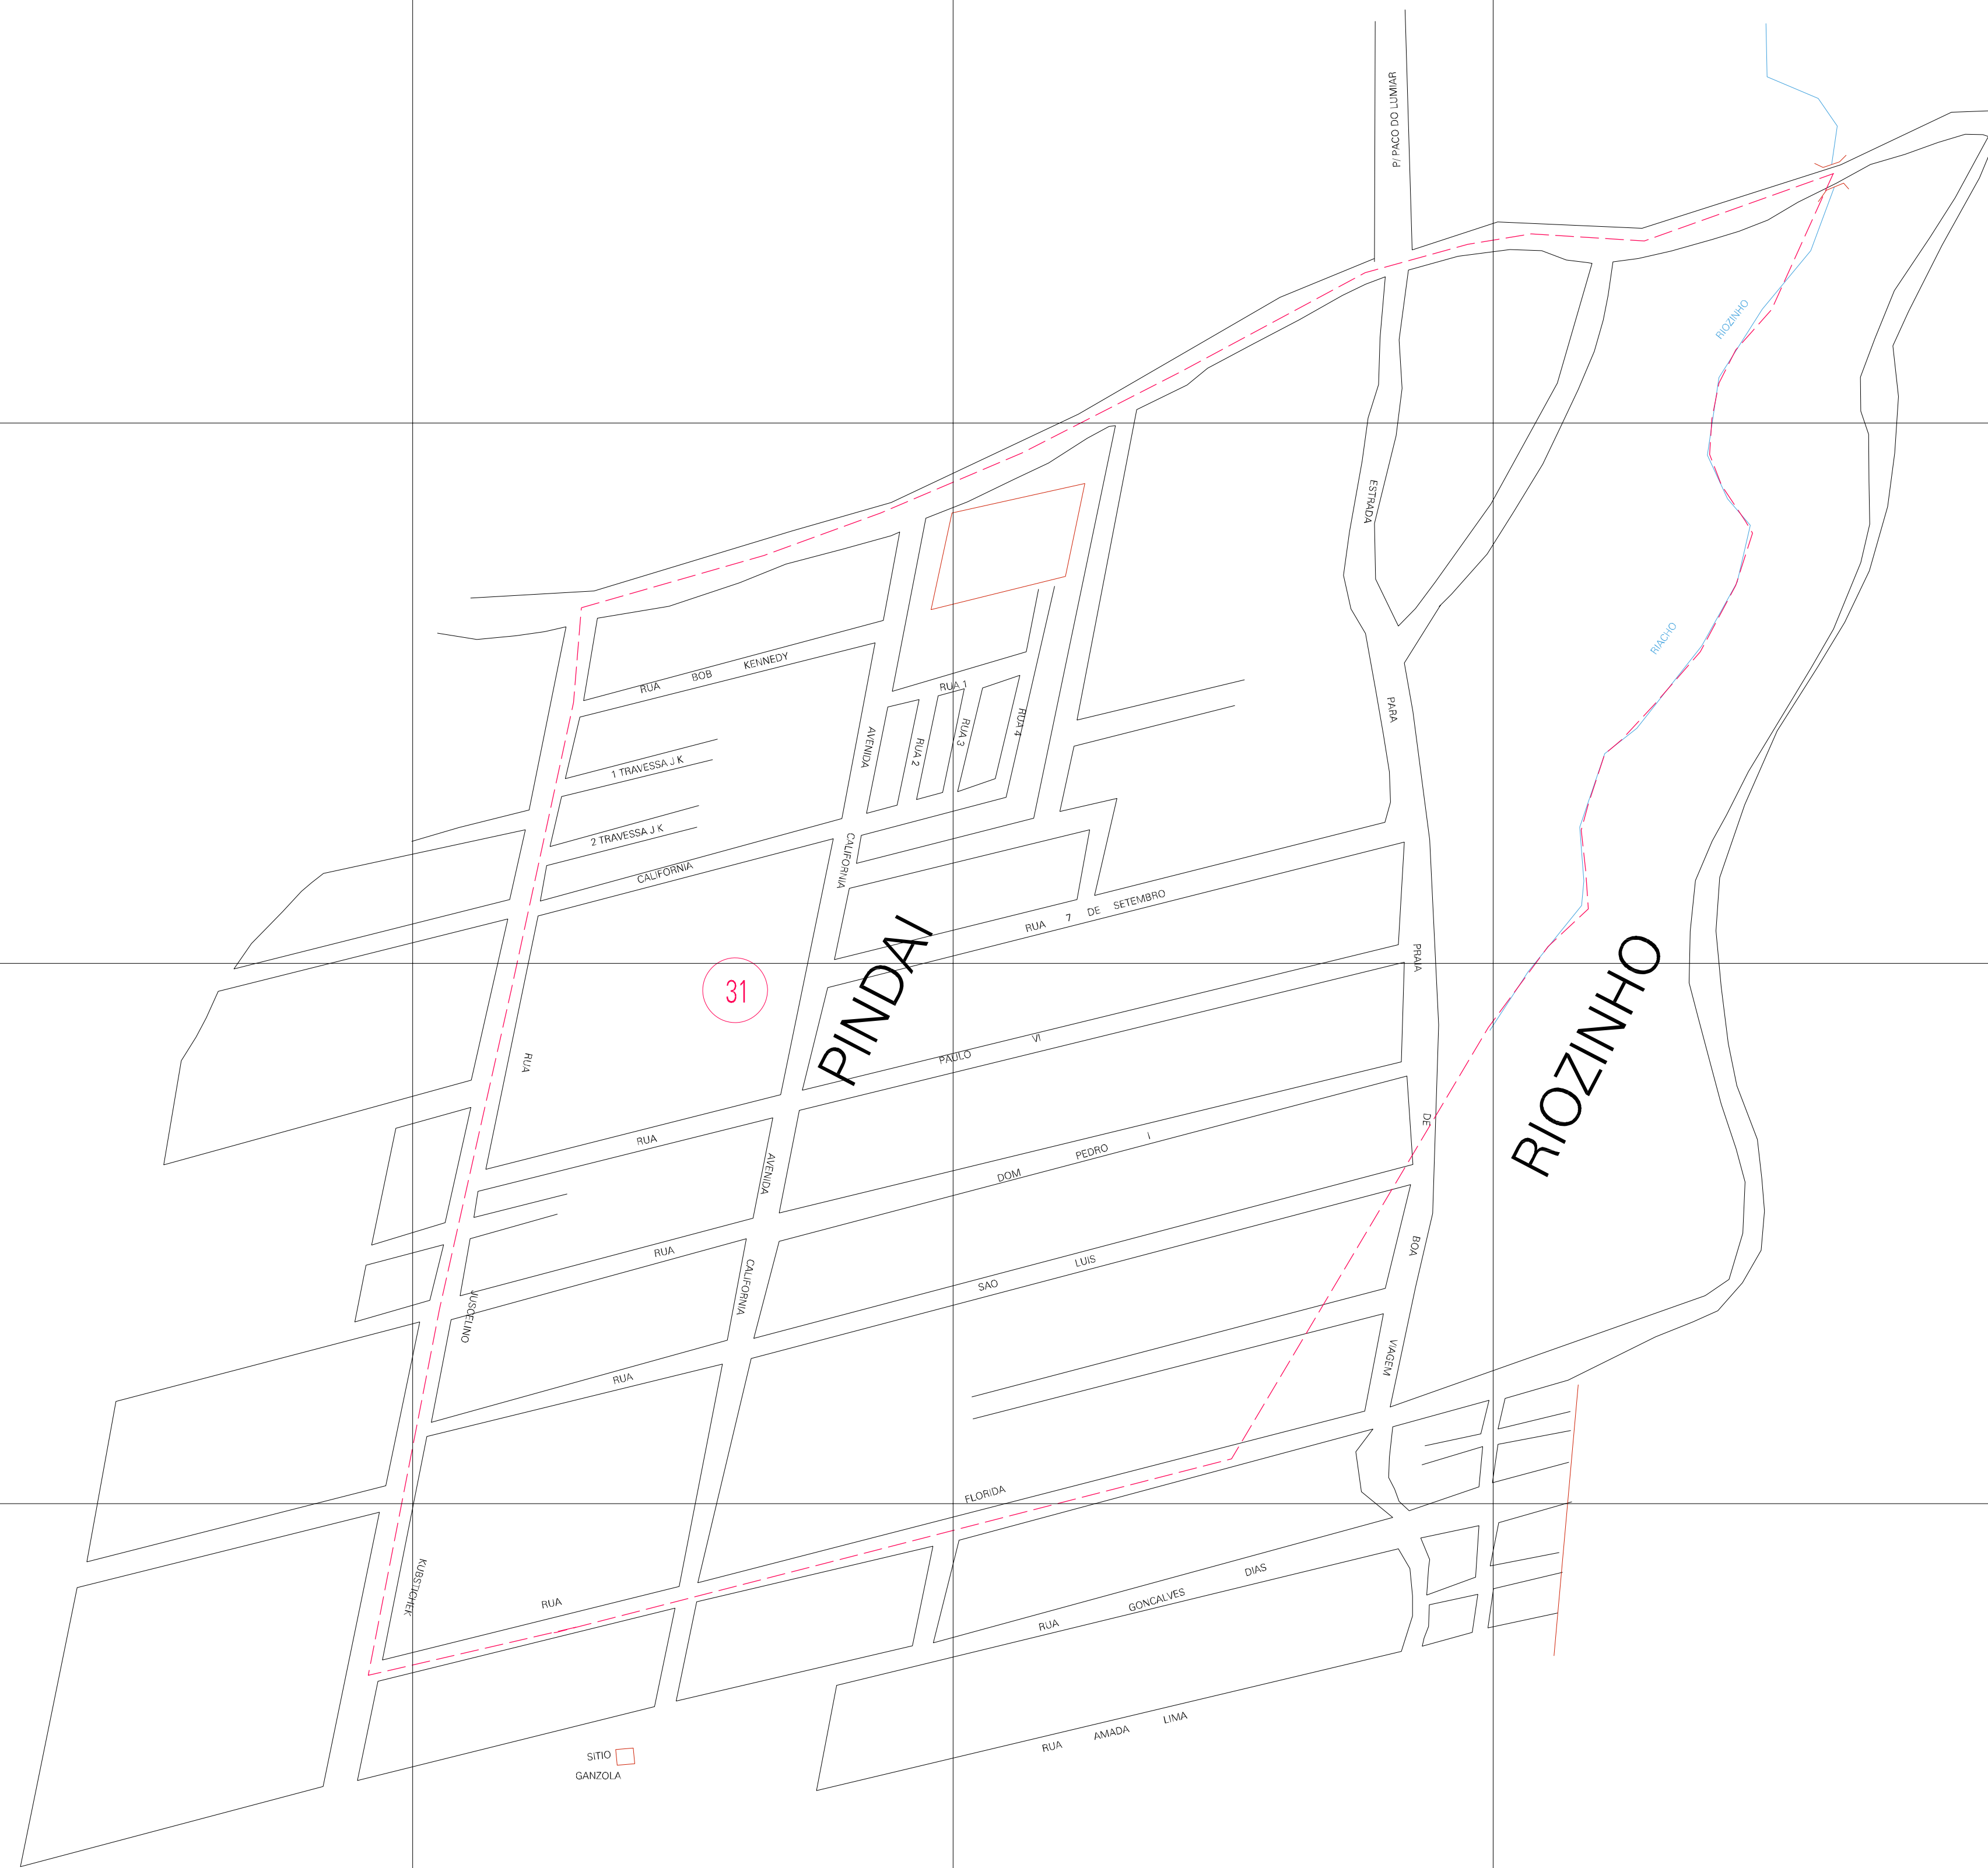 P/ PACO DO LUMIAR
RIOZINHO
ESTRADA
RIACHO
RUA BOB KENNEDY
RUA 1
PARA
AVENIDA
RUA 2
RUA 3
RUA 4
1 TRAVESSA J K
2 TRAVESSA J K
CALIFORNIA
CALIFORNIA
RUA 7 DE SETEMBRO
PINDAI
31
PRAIA
RIOZINHO
RUA
PAULO VI
DE
RUA
DOM PEDRO I
AVENIDA
RUA
SAO LUIS
BOA
CALIFORNIA
JUSCELINO
VIAGEM
RUA
FLORIDA
KUBSTICHEK
RUA
RUA GONCALVES DIAS
RUA AMADA LIMA
SITIO
GANZOLA